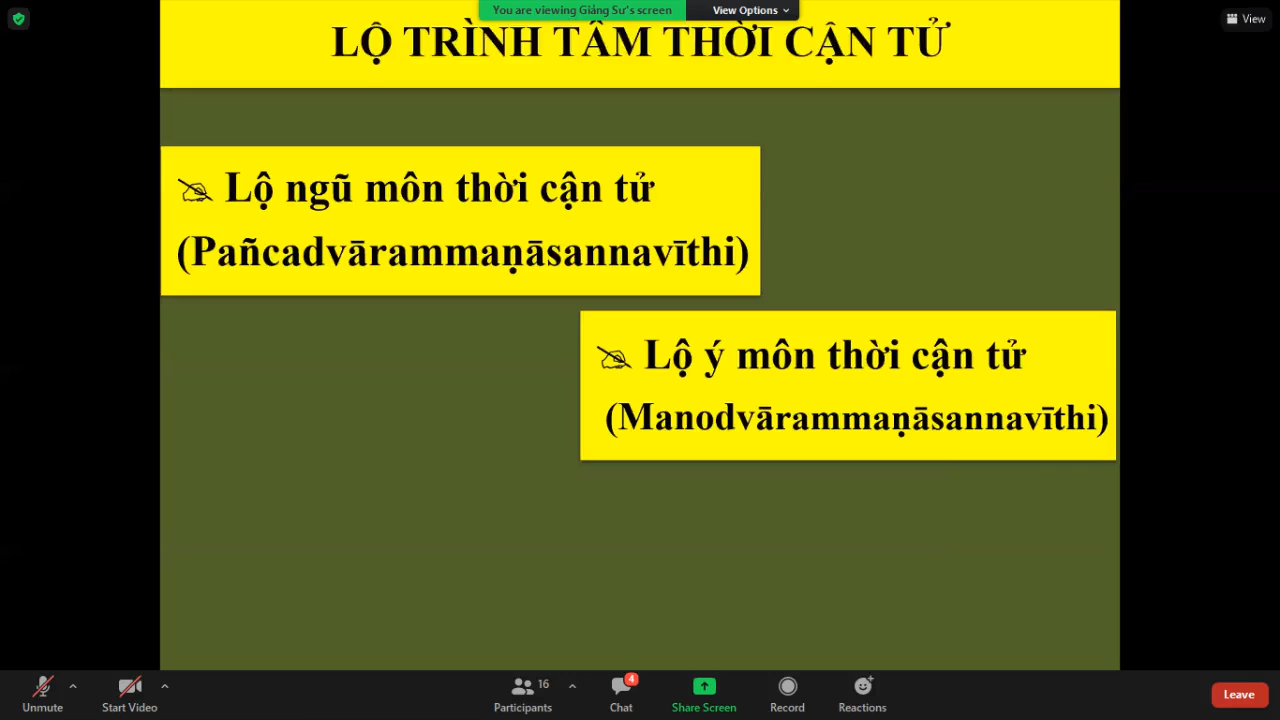 You are viewing Giảng Sư's screen
View Options
View
LỘ TRÌNH TÂM THỜI CẬN TỬ
Lộ ngũ môn thời cận tử
(Pañcadvārammaṇāsannavīthi)
Lộ ý môn thời cận tử
(Manodvārammaṇāsannavīthi)
Unmute
Start Video
16
Participants
4
Chat
Share Screen
Record
Reactions
Leave